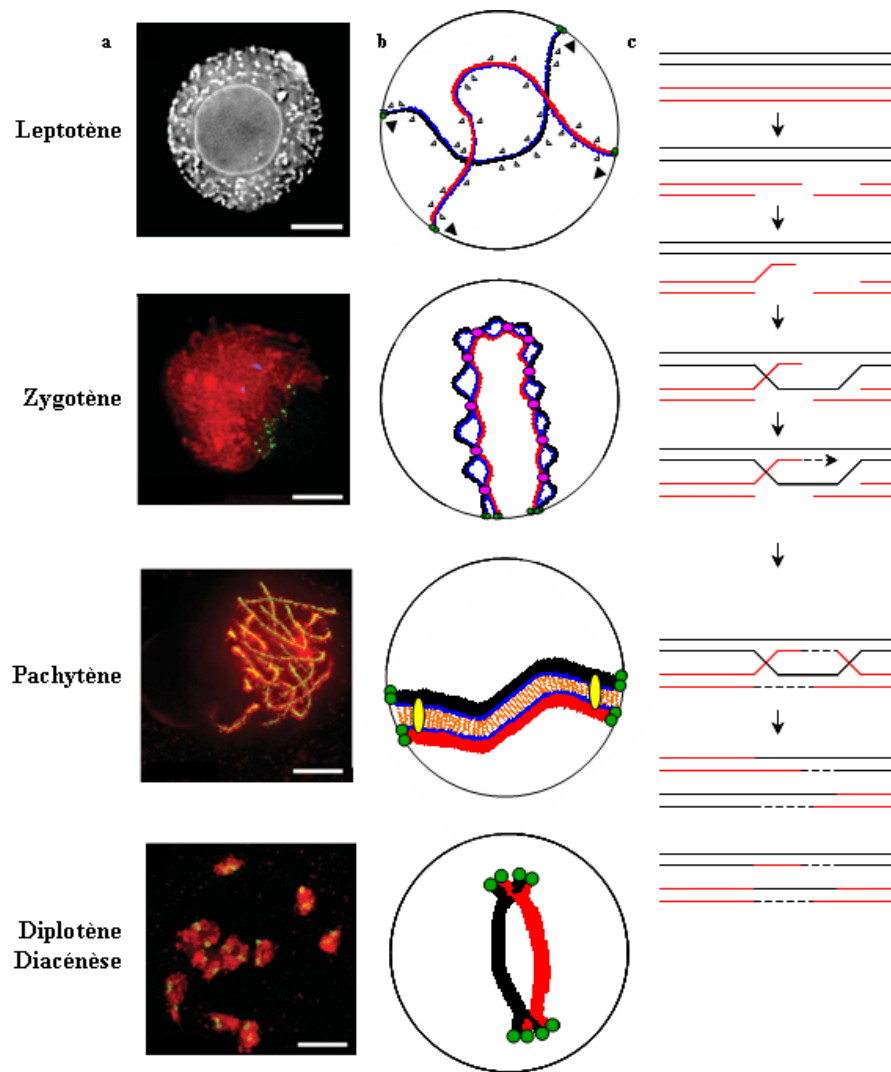 a b c
Leptotène
Zygotène
Pachytène
Diplotène
Diacénèse